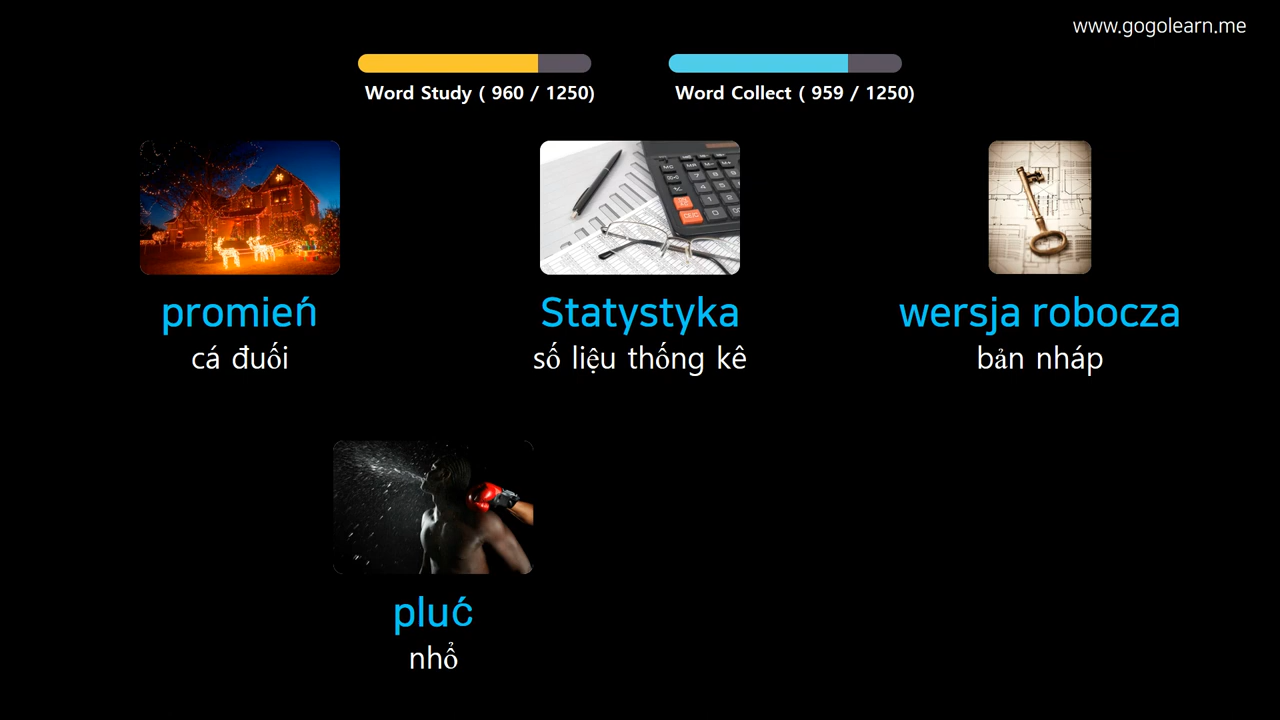 www.gogolearn.me
Word Study ( 960 / 1250)
Word Collect ( 959 / 1250)
promień
cá đuối
Statystyka
số liệu thống kê
wersja robocza
bản nháp
pluć
nhổ